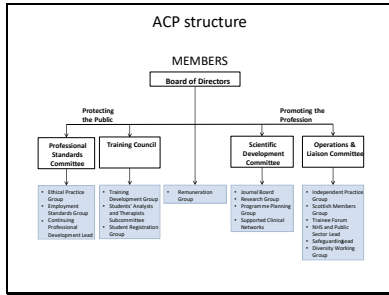 ACP structure
MEMBERS
Board of Directors
Protecting
the Public
Promoting the
Profession
Professional
Standards
Committee
Training Council
Scientific
Development
Committee
Operations &
Liaison Committee
• Ethical Practice
Group
• Employment
Standards Group
• Continuing
Professional
Development Lead
• Training
Development Group
• Students' Analysis
and Therapists
Subcommittee
• Student Registration
Group
• Remuneration
Group
• Journal Board
• Research Group
• Programme Planning
Group
• Supported Clinical
Networks
• Independent Practice
Group
• Scottish Members
Group
• Trainee Forum
• NHS and Public
Sector Lead
• Safeguarding Lead
• Diversity Working
Group